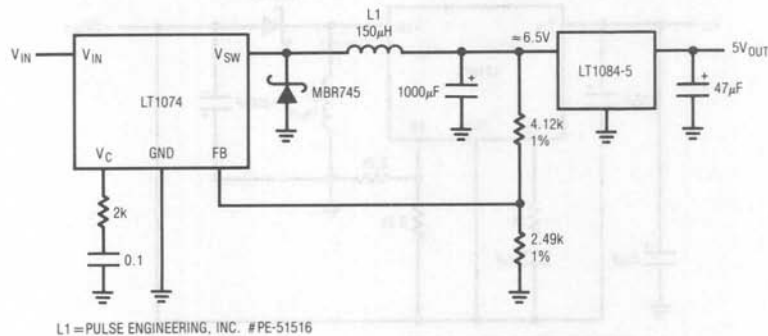 L1
150µH
≈6.5V
V_IN
V_IN
V_SW
LT1074
MBR745
1000µF
+
LT1084-5
5V_OUT
+
47µF
4.12k
1%
V_C
GND
FB
2k
0.1
2.49k
1%
L1=PULSE ENGINEERING, INC. #PE-51516